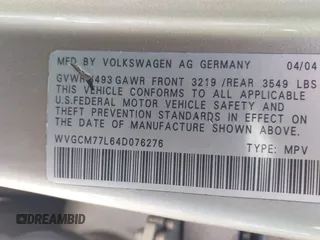 MFD BY VOLKSWAGEN AG GERMANY 04/04
GAWR FRONT 3219 /REAR 3549 LBS
THIS VEHICLE CONFORMS TO ALL APPLICABLE
U.S.FEDERAL MOTOR VEHICLE SAFETY AND
THEFT PREVENTION STANDARDS IN EFFECT
ON THE DATE OF MANUFACTURE SHOWN ABOVE
WVGCM77L64D076276 TYPE: MPV
DREAMBID